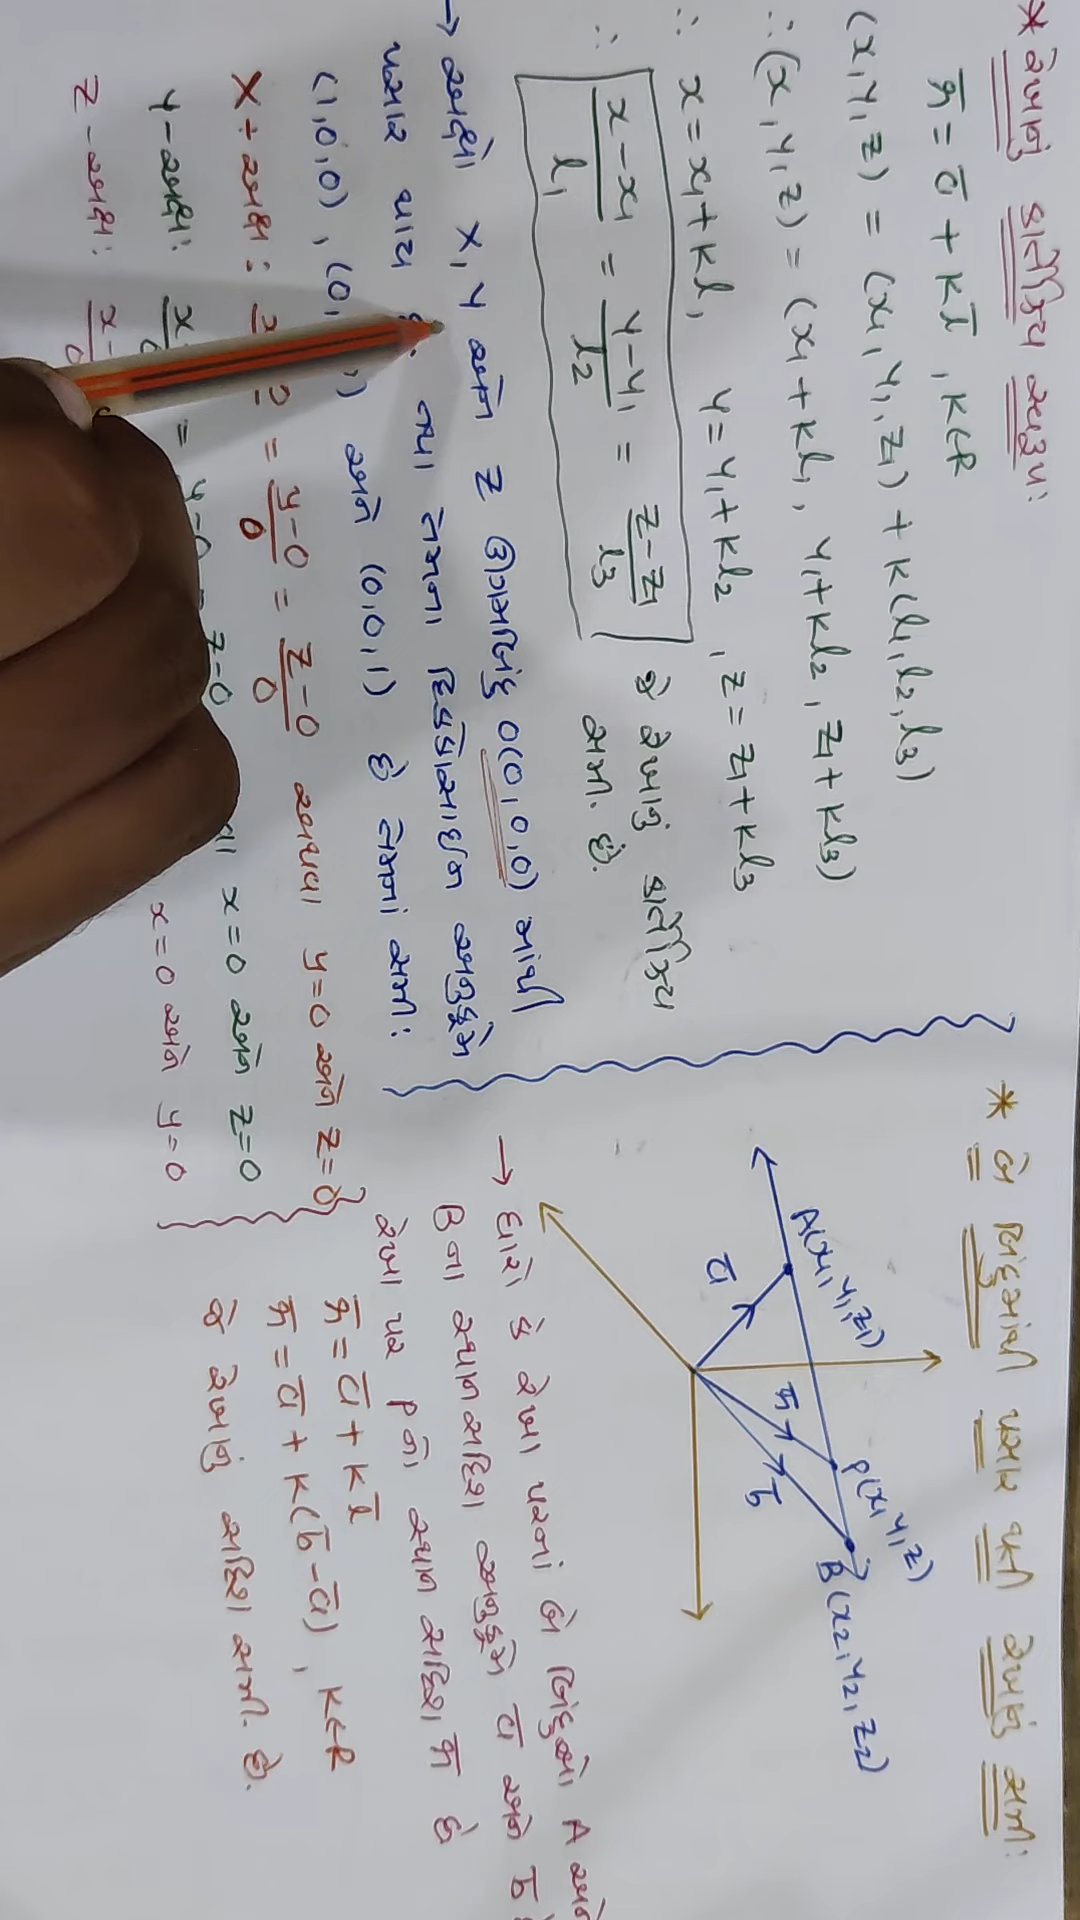 * રેખાનું કાર્તેઝિય સ્વરૂપ:
r̄ = ā + kl̄ , k∈R
(x, y, z) = (x₁, y₁, z₁) + k(l₁, l₂, l₃)
∴ (x, y, z) = (x₁ + kl₁, y₁ + kl₂, z₁ + kl₃)
∴ x = x₁ + kl₁ y = y₁ + kl₂ , z = z₁ + kl₃
∴ x-x₁/l₁ = y-y₁/l₂ = z-z₁/l₃ એ રેખાનું કાર્તેઝિય
સમી. છે.
→ અક્ષો X, Y અને Z ઊગમબિંદુ O(0,0,0) માંથી
પસાર થાય તથા તેમના દિક્કોસાઇન અનુક્રમે
(1,0,0), (0, અને (0,0,1) છે તેમનાં સમી:
X-અક્ષ: = y-0/0 = z-0/0 અથવા y=0 અને z=0
Y-અક્ષ: = y-0 = z-0 x=0 અને z=0
Z-અક્ષ: x=0 અને y=0
* બે બિંદુમાંથી પસાર થતી રેખાનું સમી:
A(x₁, y₁, z₁)
P(x, y, z)
B(x₂, y₂, z₂)
ā
r̄
b̄
→ ધારો કે રેખા પરનાં બે બિંદુઓ A અને
B ના સ્થાનસદિશ અનુક્રમે ā અને b̄
રેખા પર P નો સ્થાન સદિશ r̄ છે
r̄ = ā + kl̄
r̄ = ā + k(b̄-ā), k∈R
જે રેખાનું સદિશ સમી. છે.